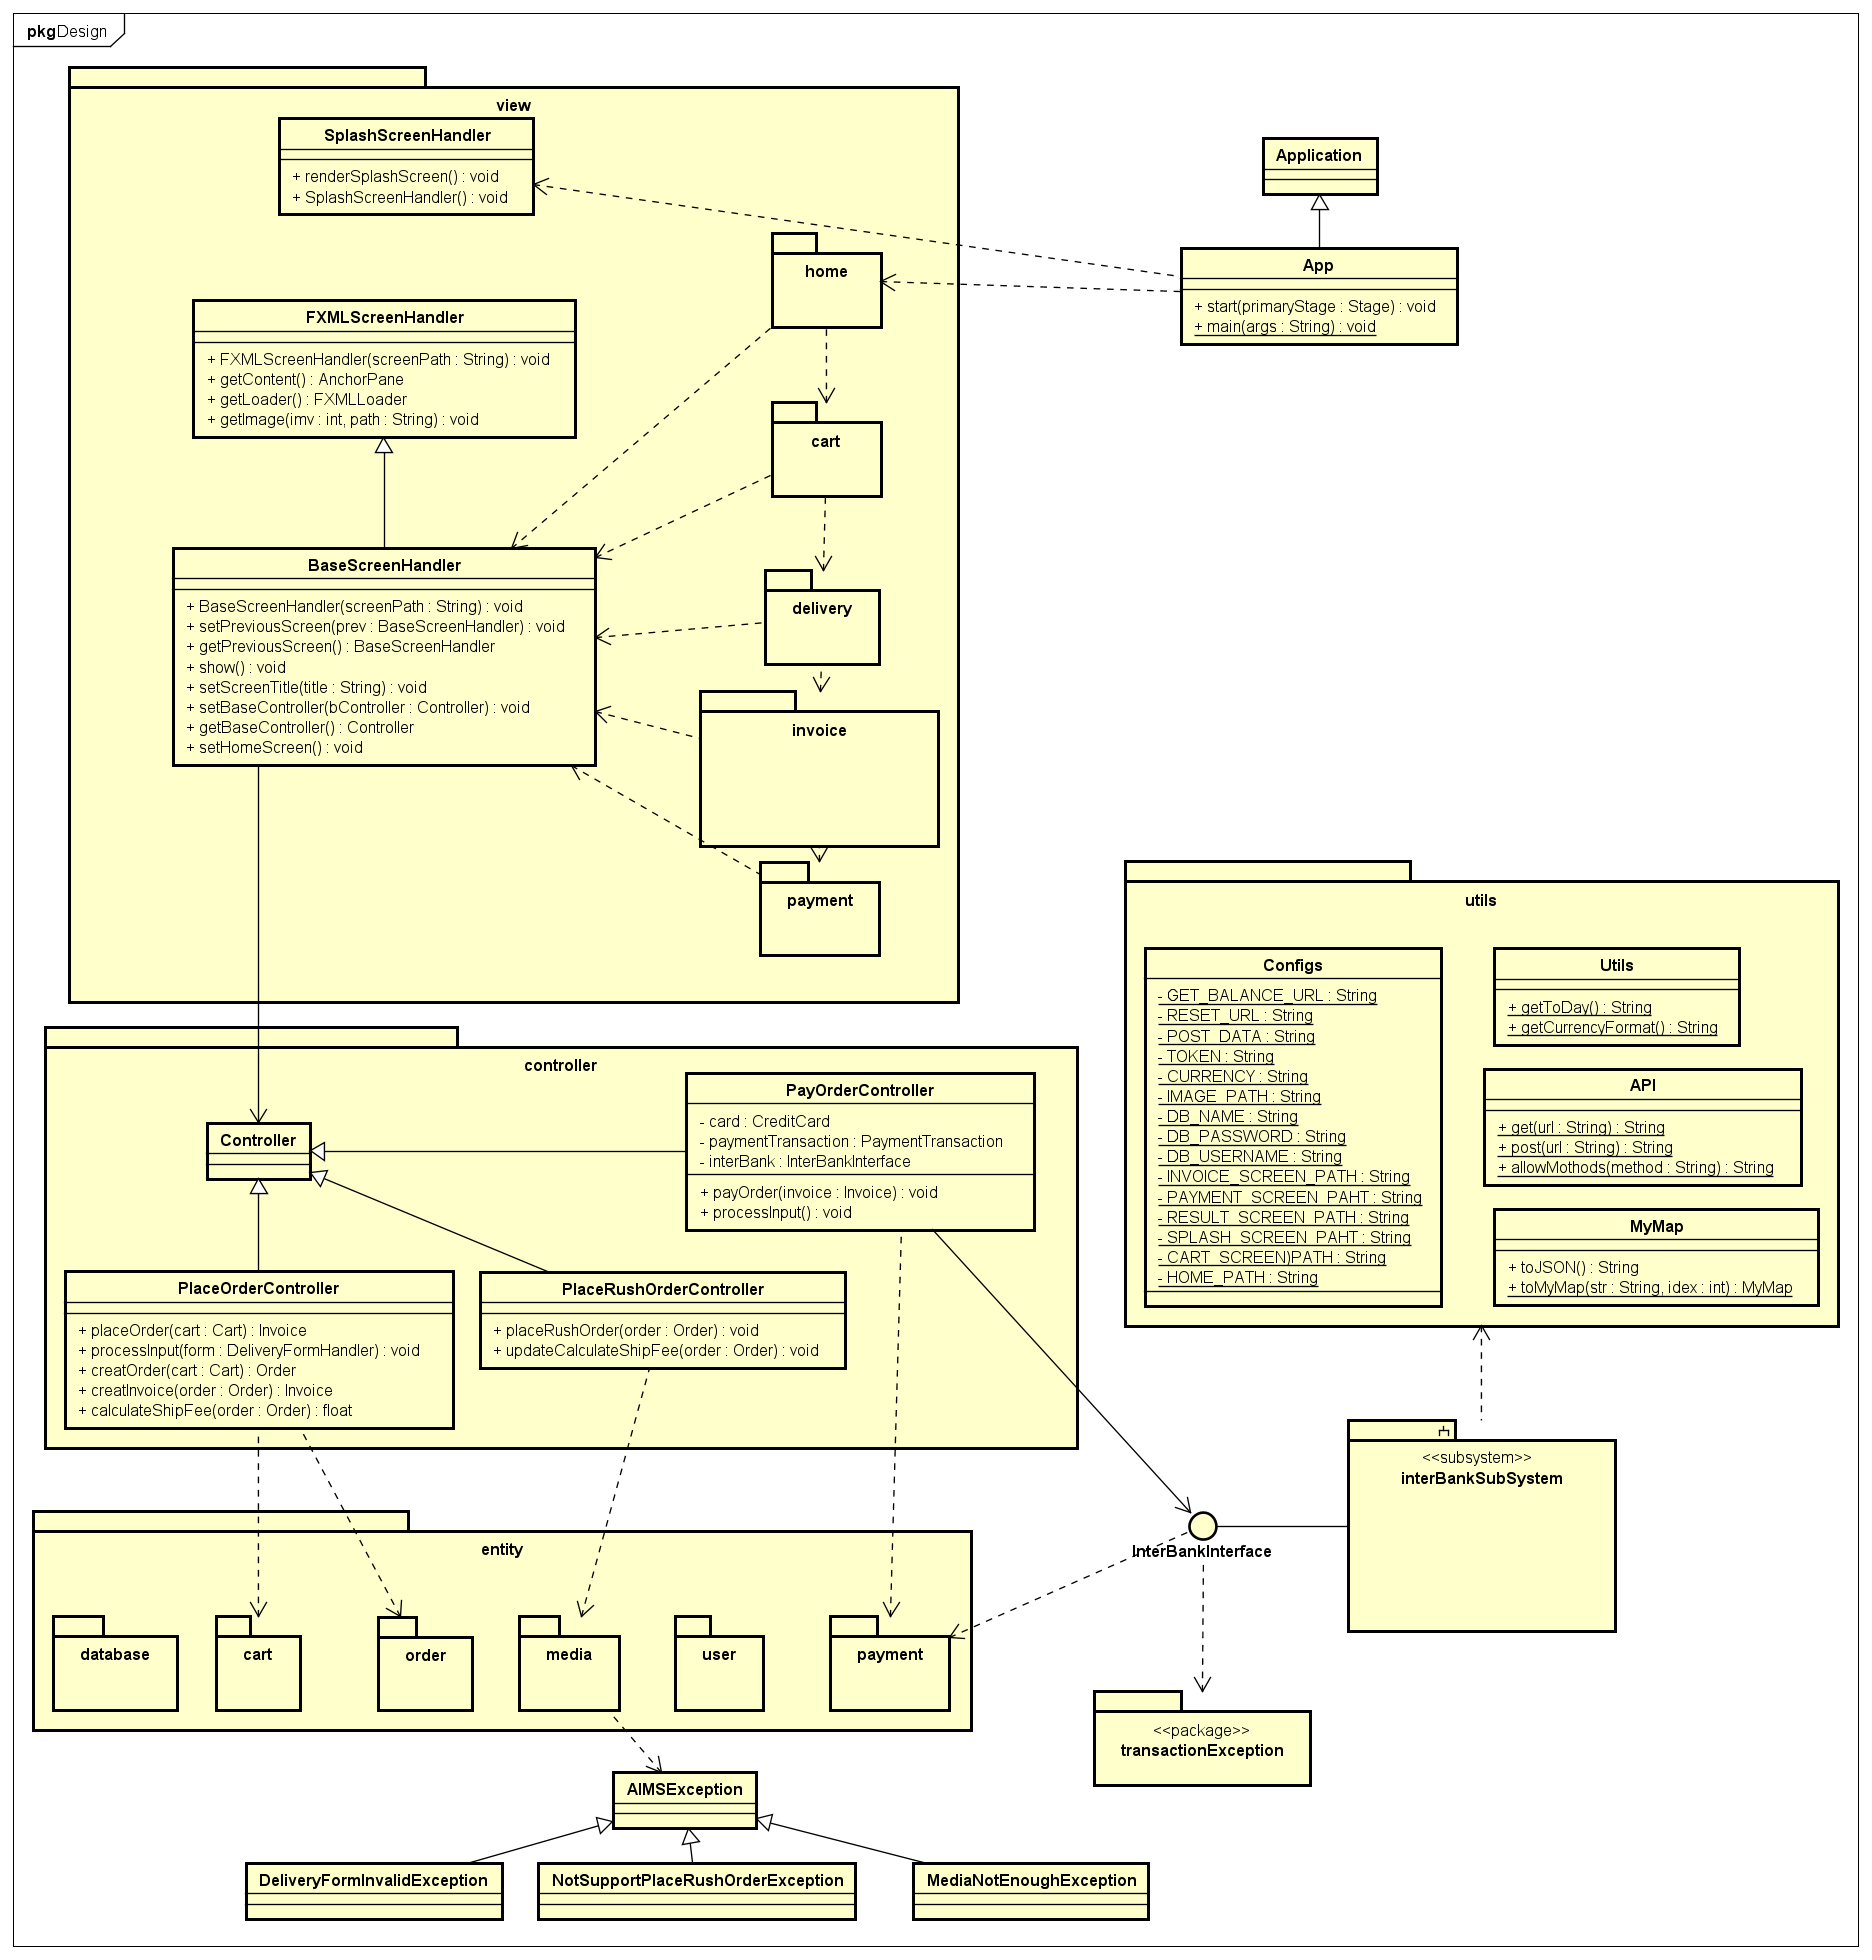 pkg Design
view
SplashScreenHandler
+ renderSplashScreen() : void
+ SplashScreenHandler() : void
Application
home
App
+ start(primaryStage : Stage) : void
+ main(args : String) : void
FXMLScreenHandler
+ FXMLScreenHandler(screenPath : String) : void
+ getContent() : AnchorPane
+ getLoader() : FXMLLoader
+ getImage(imv : int, path : String) : void
cart
BaseScreenHandler
+ BaseScreenHandler(screenPath : String) : void
+ setPreviousScreen(prev : BaseScreenHandler) : void
+ getPreviousScreen() : BaseScreenHandler
+ show() : void
+ setScreenTitle(title : String) : void
+ setBaseController(bController : Controller) : void
+ getBaseController() : Controller
+ setHomeScreen() : void
delivery
invoice
payment
utils
Configs
- GET_BALANCE_URL : String
- RESET_URL : String
- POST_DATA : String
- TOKEN : String
- CURRENCY : String
- IMAGE_PATH : String
- DB_NAME : String
- DB_PASSWORD : String
- DB_USERNAME : String
- INVOICE_SCREEN_PATH : String
- PAYMENT_SCREEN_PAHT : String
- RESULT_SCREEN_PATH : String
- SPLASH_SCREEN_PAHT : String
- CART_SCREEN)PATH : String
- HOME_PATH : String
Utils
+ getToDay() : String
+ getCurrencyFormat() : String
API
+ get(url : String) : String
+ post(url : String) : String
+ allowMothods(method : String) : String
MyMap
+ toJSON() : String
+ toMyMap(str : String, idex : int) : MyMap
controller
PayOrderController
- card : CreditCard
- paymentTransaction : PaymentTransaction
- interBank : InterBankInterface
+ payOrder(invoice : Invoice) : void
+ processInput() : void
Controller
PlaceOrderController
+ placeOrder(cart : Cart) : Invoice
+ processInput(form : DeliveryFormHandler) : void
+ creatOrder(cart : Cart) : Order
+ creatInvoice(order : Order) : Invoice
+ calculateShipFee(order : Order) : float
PlaceRushOrderController
+ placeRushOrder(order : Order) : void
+ updateCalculateShipFee(order : Order) : void
<<subsystem>>
interBankSubSystem
InterBankInterface
entity
database
cart
order
media
user
payment
<<package>>
transactionException
AIMSException
DeliveryFormInvalidException
NotSupportPlaceRushOrderException
MediaNotEnoughException